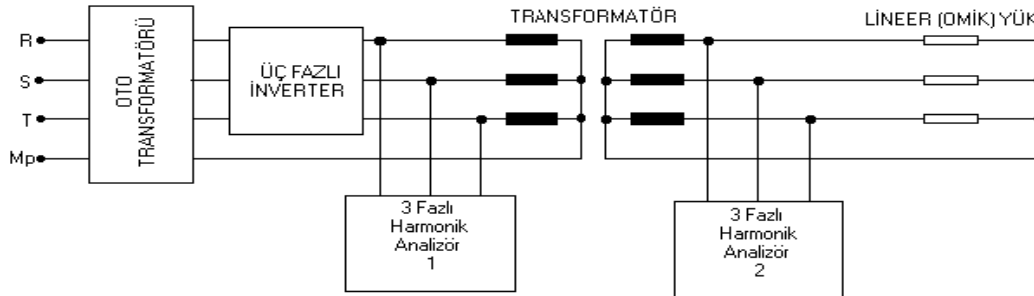 TRANSFORMATÖR
LİNEER (OMİK) YÜK
R
S
T
Mp
OTO
TRANSFORMATÖRÜ
ÜÇ FAZLI
İNVERTER
3 Fazlı
Harmonik
Analizör
1
3 Fazlı
Harmonik
Analizör
2